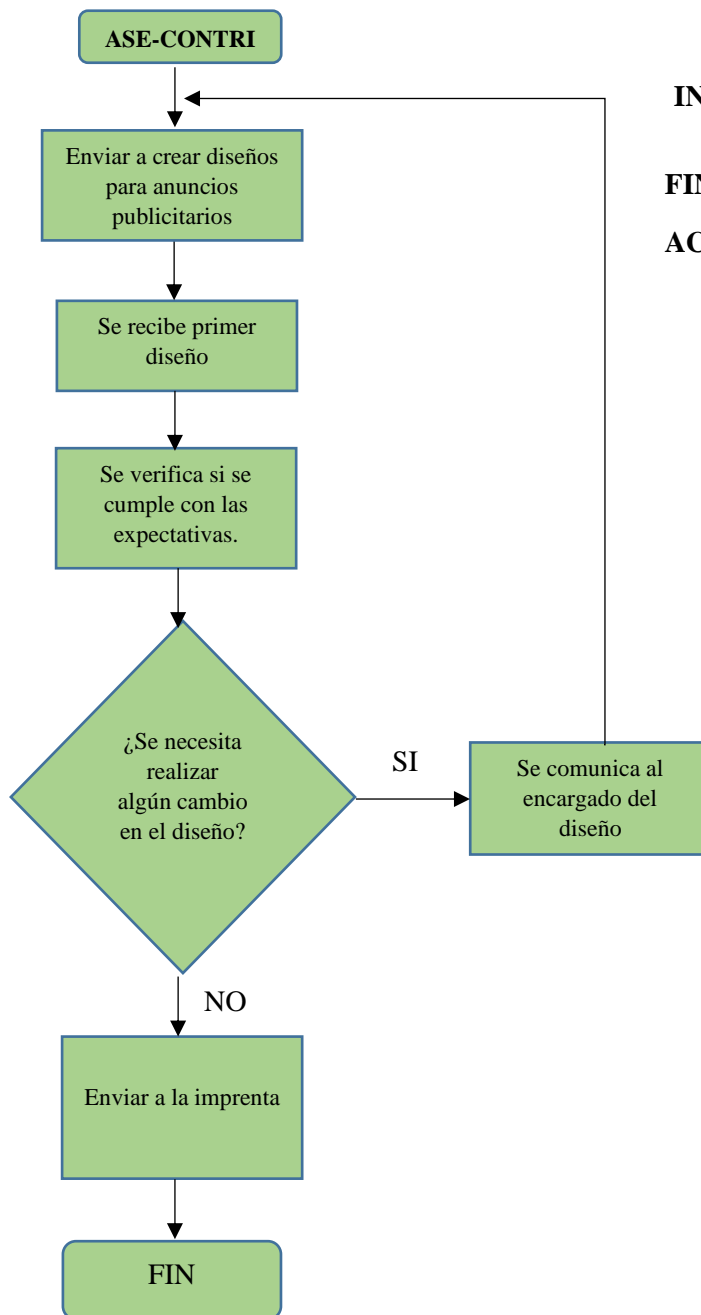 ASE-CONTRI
Enviar a crear diseños
para anuncios
publicitarios
Se recibe primer
diseño
Se verifica si se
cumple con las
expectativas.
¿Se necesita
realizar
algún cambio
en el diseño?
SI
Se comunica al
encargado del
diseño
NO
Enviar a la imprenta
FIN
IN
FIN